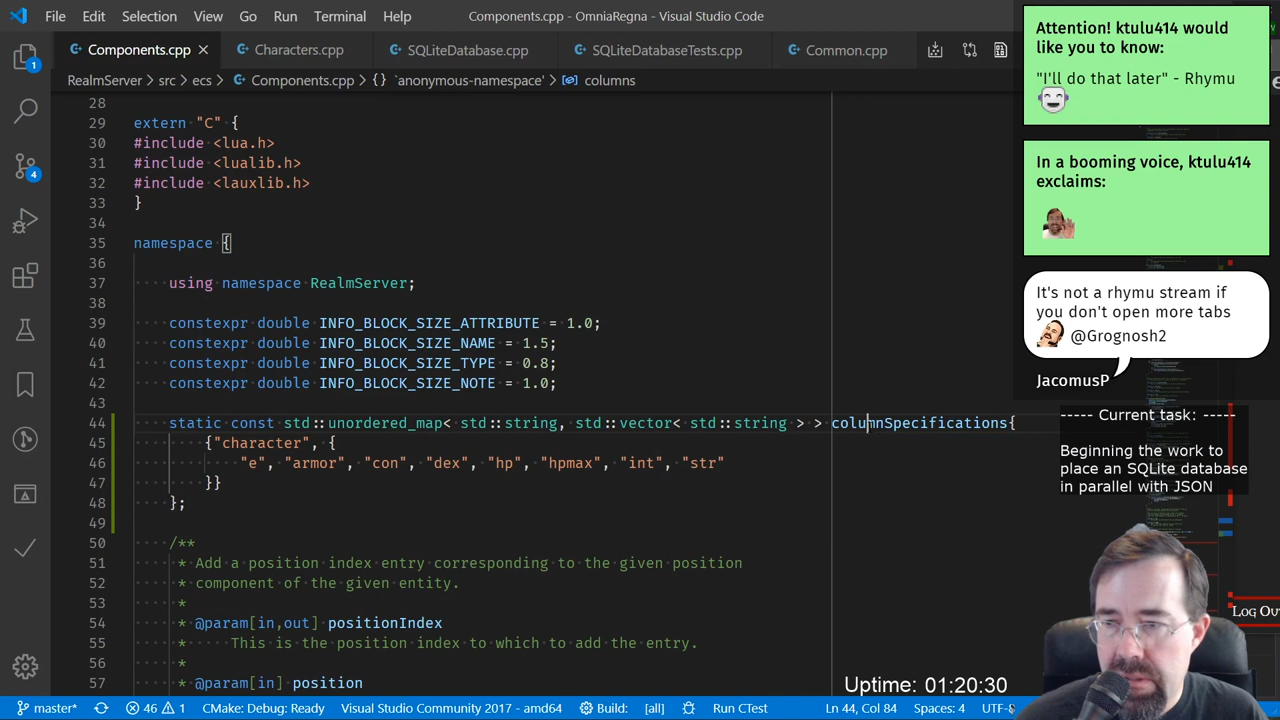 File Edit Selection View Go Run Terminal Help Components.cpp - OmniaRegna - Visual Studio Code
Components.cpp Characters.cpp SQLiteDatabase.cpp SQLiteDatabaseTests.cpp Common.cpp
RealmServer > src > ecs > Components.cpp > {} `anonymous-namespace' > columns
28
29 extern "C" {
30 #include <lua.h>
31 #include <lualib.h>
32 #include <lauxlib.h>
33 }
34
35 namespace {
36
37 using namespace RealmServer;
38
39 constexpr double INFO_BLOCK_SIZE_ATTRIBUTE = 1.0;
40 constexpr double INFO_BLOCK_SIZE_NAME = 1.5;
41 constexpr double INFO_BLOCK_SIZE_TYPE = 0.8;
42 constexpr double INFO_BLOCK_SIZE_NOTE = 1.0;
43
44 static const std::unordered_map< std::string, std::vector< std::string > > columnSpecifications{
45 {"character", {
46 "e", "armor", "con", "dex", "hp", "hpmax", "int", "str"
47 }}
48 };
49
50 /**
51 * Add a position index entry corresponding to the given position
52 * component of the given entity.
53 *
54 * @param[in,out] positionIndex
55 * This is the position index to which to add the entry.
56 *
57 * @param[in] position
1
4
master* 46 1 CMake: Debug: Ready Visual Studio Community 2017 - amd64 Build: [all] Run CTest Ln 44, Col 84 Spaces: 4 UTF-8
Attention! ktulu414 would
like you to know:
"I'll do that later" - Rhymu
In a booming voice, ktulu414
exclaims:
It's not a rhymu stream if
you don't open more tabs
@Grognosh2
JacomusP
----- Current task: -----
Beginning the work to
place an SQLite database
in parallel with JSON
Uptime: 01:20:30